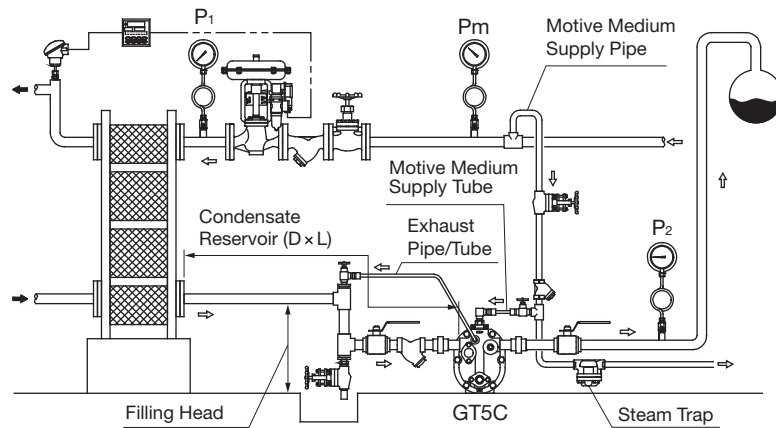 P1
Pm
Motive Medium
Supply Pipe
Motive Medium
Supply Tube
Condensate
Reservoir (D × L)
Exhaust
Pipe/Tube
P2
Filling Head
GT5C
Steam Trap